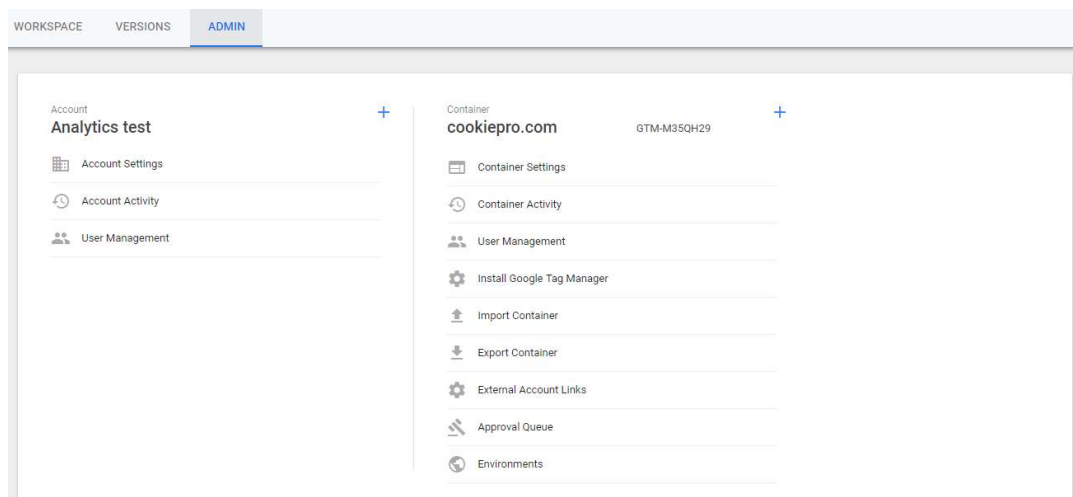 WORKSPACE VERSIONS ADMIN
Account
Analytics test
Account Settings
Account Activity
User Management
Container
cookiepro.com GTM-M35QH29
Container Settings
Container Activity
User Management
Install Google Tag Manager
Import Container
Export Container
External Account Links
Approval Queue
Environments